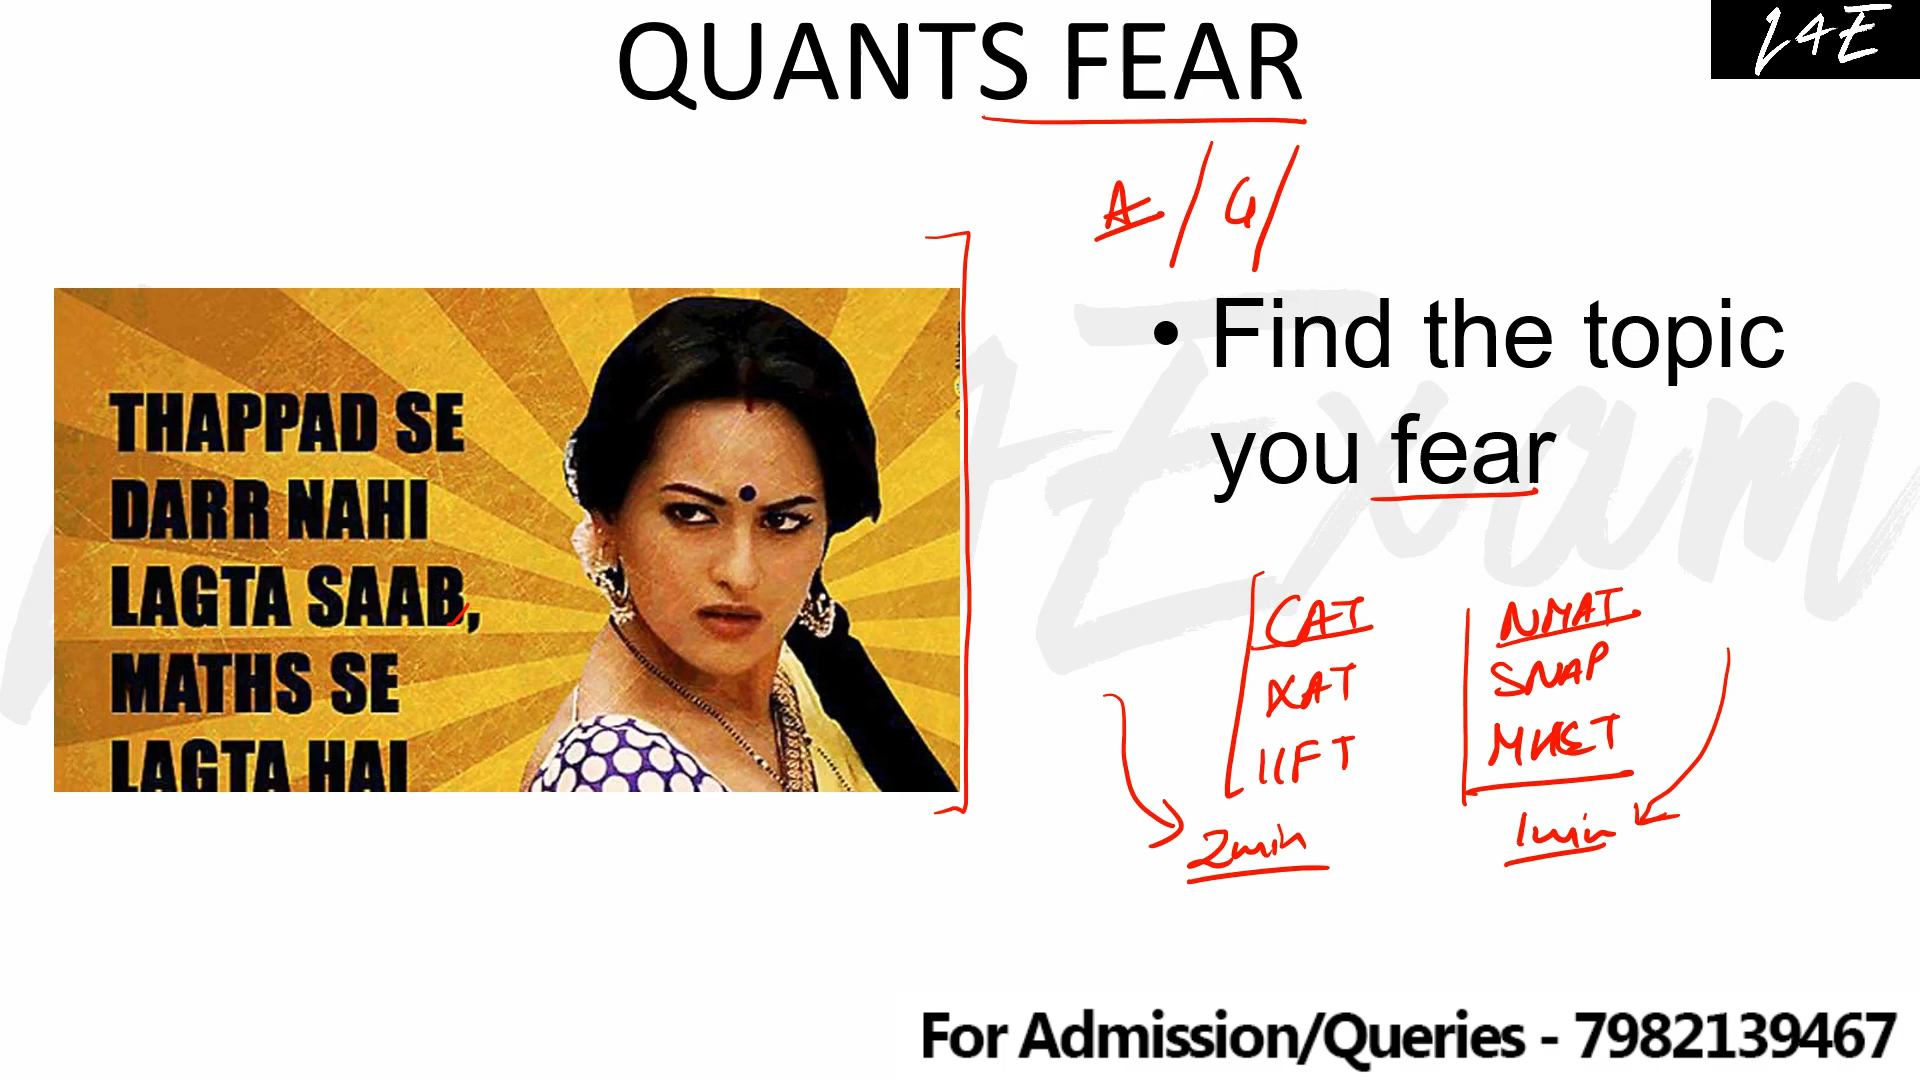 QUANTS FEAR
L4E
A / G /
• Find the topic
you fear
THAPPAD SE
DARR NAHI
LAGTA SAAB,
MATHS SE
LAGTA HAI
CAT
XAT
IIFT
2min
NMAT
SNAP
1min
For Admission/Queries - 7982139467